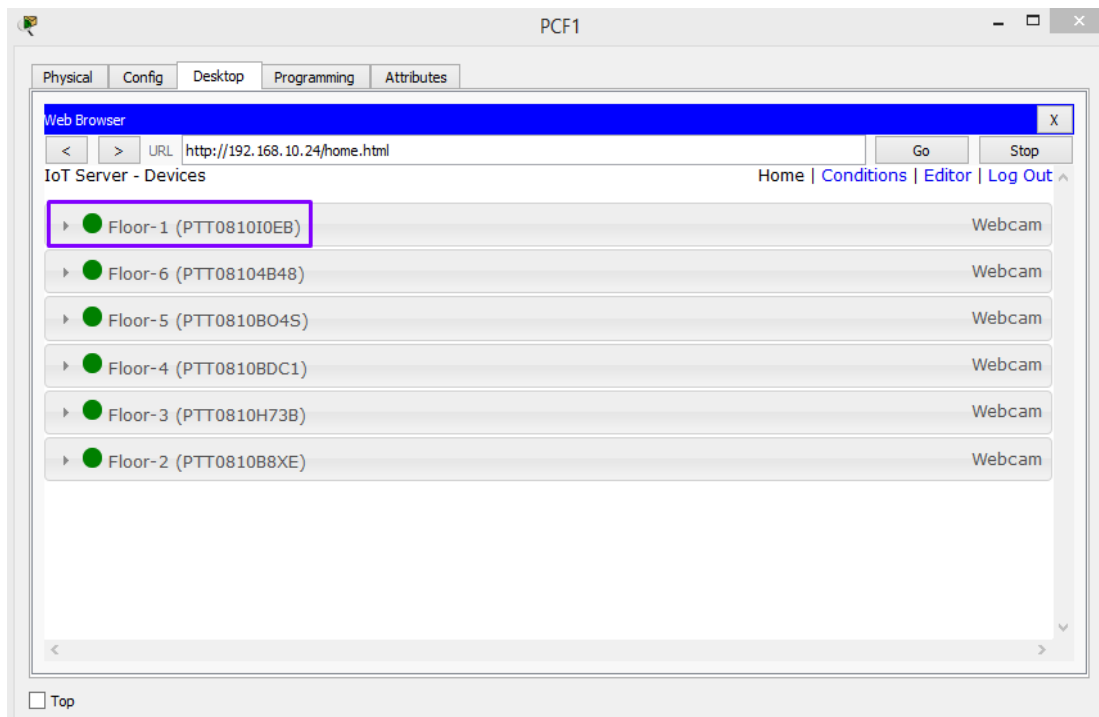 PCF1
Physical Config Desktop Programming Attributes
Web Browser X
< > URL http://192.168.10.24/home.html Go Stop
IoT Server - Devices Home | Conditions | Editor | Log Out
Floor-1 (PTT0810I0EB) Webcam
Floor-6 (PTT08104B48) Webcam
Floor-5 (PTT0810BO4S) Webcam
Floor-4 (PTT0810BDC1) Webcam
Floor-3 (PTT0810H73B) Webcam
Floor-2 (PTT0810B8XE) Webcam
Top